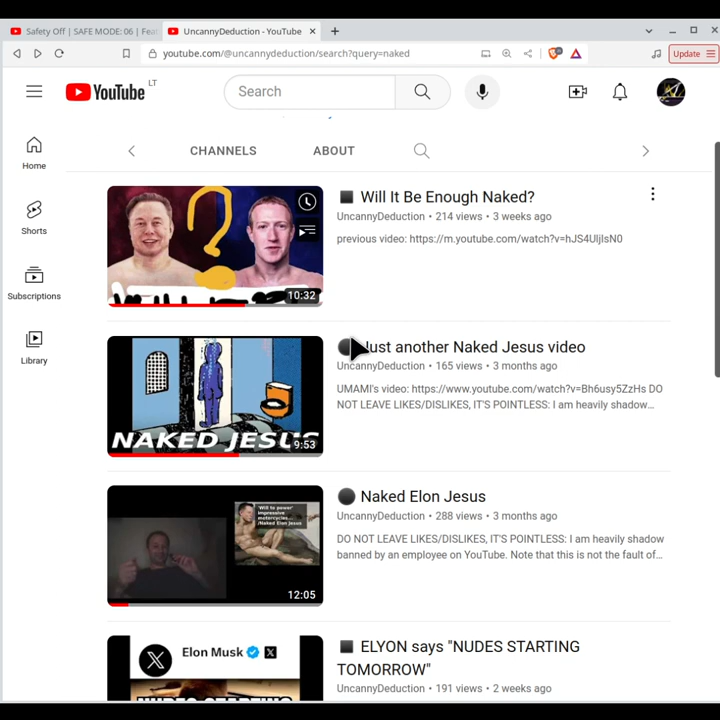 Safety Off | SAFE MODE: 06 | Feat
UncannyDeduction - YouTube
youtube.com/@uncannydeduction/search?query=naked
Update
YouTube LT
Search
Home
Shorts
Subscriptions
Library
CHANNELS
ABOUT
?
10:32
Will It Be Enough Naked?
UncannyDeduction • 214 views • 3 weeks ago
previous video: https://m.youtube.com/watch?v=hJS4UljIsN0
NAKED JESUS
9:53
Just another Naked Jesus video
UncannyDeduction • 165 views • 3 months ago
UMAMI's video: https://www.youtube.com/watch?v=Bh6usy5ZzHs DO
NOT LEAVE LIKES/DISLIKES, IT'S POINTLESS: I am heavily shadow...
'Will to power'
impressive
motorcycles...
/Naked Elon Jesus
12:05
Naked Elon Jesus
UncannyDeduction • 288 views • 3 months ago
DO NOT LEAVE LIKES/DISLIKES, IT'S POINTLESS: I am heavily shadow
banned by an employee on YouTube. Note that this is not the fault of...
Elon Musk
X
ELYON says "NUDES STARTING
TOMORROW"
UncannyDeduction • 191 views • 2 weeks ago